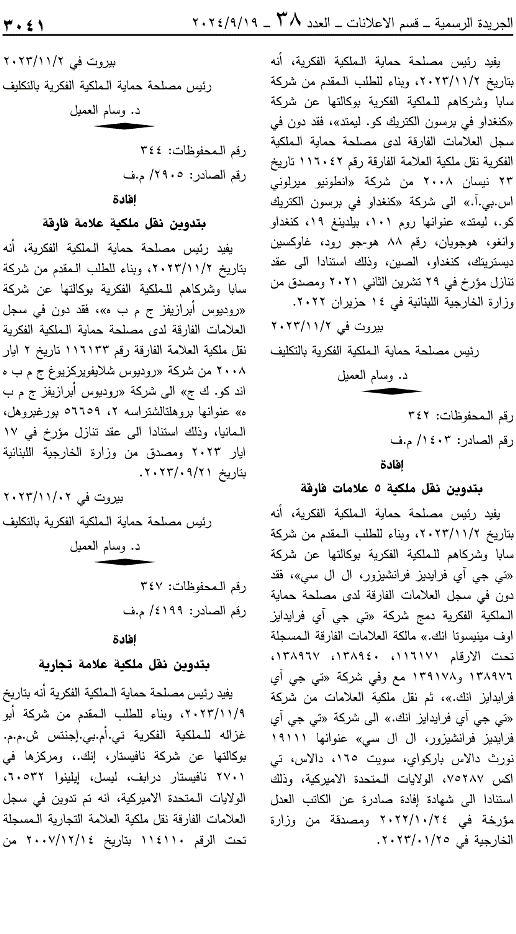 الجريدة الرسمية ــ قسم الاعلانات ــ العدد ٣٨ ــ ٢٠٢٤/٩/١٩
٣٠٤١
يفيد رئيس مصلحة حماية الملكية الفكرية، أنه
بتاريخ ٢٠٢٣/١١/٢، وبناء للطلب المقدم من شركة
سابا وشركاهم للملكية الفكرية بوكالتها عن شركة
«كنغداو في برسون الكتريك كو. ليمتد»، فقد دون في
سجل العلامات الفارقة لدى مصلحة حماية الملكية
الفكرية نقل ملكية العلامة الفارقة رقم ١١٦٠٤٢ تاريخ
٢٣ نيسان ٢٠٠٨ من شركة «انطونيو ميرلوني
اس.بي.آ.» الى شركة «كنغداو في برسون الكتريك
كو.، ليمتد» عنوانها روم ١٠١، بيلدينغ ١٩، كنغداو
وانغو، هوجويان، رقم ٨٨ هو-جو رود، غاوكسين
ديستريتك، كنغداو، الصين، وذلك استنادا الى عقد
تنازل مؤرخ في ٢٩ تشرين الثاني ٢٠٢١ ومصدق من
وزارة الخارجية اللبنانية في ١٤ حزيران ٢٠٢٢.
بيروت في ٢٠٢٣/١١/٢
رئيس مصلحة حماية الملكية الفكرية بالتكليف
د. وسام العميل
رقم المحفوظات: ٣٤٢
رقم الصادر: ١٤٠٣/ م.ف
إفادة
بتدوين نقل ملكية ٥ علامات فارقة
يفيد رئيس مصلحة حماية الملكية الفكرية، أنه
بتاريخ ٢٠٢٣/١١/٢، وبناء للطلب المقدم من شركة
سابا وشركاهم للملكية الفكرية بوكالتها عن شركة
«تي جي آي فرايديز فرانشيزور، ال ال سي»، فقد
دون في سجل العلامات الفارقة لدى مصلحة حماية
الملكية الفكرية دمج شركة «تي جي آي فرايدايز
اوف مينيسوتا انك.» مالكة العلامات الفارقة المسجلة
تحت الارقام ١١٦١٧١، ١٣٨٩٤٠، ١٣٨٩٦٧،
١٣٨٩٧٦ و١٣٩١٧٨ مع وفي شركة «تي جي آي
فرايدايز انك.»، ثم نقل ملكية العلامات من شركة
«تي جي آي فرايدايز انك.» الى شركة «تي جي آي
فرايديز فرانشيزور، ال ال سي» عنوانها ١٩١١١
نورث دالاس باركواي، سويت ١٦٥، دالاس، تي
اكس ٧٥٢٨٧، الولايات المتحدة الاميركية، وذلك
استنادا الى شهادة إفادة صادرة عن الكاتب العدل
مؤرخة في ٢٠٢٢/١٠/٢٤ ومصدقة من وزارة
الخارجية في ٢٠٢٣/٠١/٢٥.
بيروت في ٢٠٢٣/١١/٢
رئيس مصلحة حماية الملكية الفكرية بالتكليف
د. وسام العميل
رقم المحفوظات: ٣٤٤
رقم الصادر: ٢٩٠٥/ م.ف
إفادة
بتدوين نقل ملكية علامة فارقة
يفيد رئيس مصلحة حماية الملكية الفكرية، أنه
بتاريخ ٢٠٢٣/١١/٢، وبناء للطلب المقدم من شركة
سابا وشركاهم للملكية الفكرية بوكالتها عن شركة
«روديوس أبرازيفز ج م ب ه»، فقد دون في سجل
العلامات الفارقة لدى مصلحة حماية الملكية الفكرية
نقل ملكية العلامة الفارقة رقم ١١٦١٣٣ تاريخ ٢ ايار
٢٠٠٨ من شركة «روديوس شلايفويركزيوغ ج م ب ه
اند كو. ك ج» الى شركة «روديوس أبرازيفز ج م ب
ه» عنوانها بروهلتالشتراسه ٢، ٥٦٦٥٩ بورغبروهل،
المانيا، وذلك استنادا الى عقد تنازل مؤرخ في ١٧
ايار ٢٠٢٣ ومصدق من وزارة الخارجية اللبنانية
بتاريخ ٢٠٢٣/٠٩/٢١.
بيروت في ٢٠٢٣/١١/٠٢
رئيس مصلحة حماية الملكية الفكرية بالتكليف
د. وسام العميل
رقم المحفوظات: ٣٤٧
رقم الصادر: ٤١٩٩/ م.ف
إفادة
بتدوين نقل ملكية علامة تجارية
يفيد رئيس مصلحة حماية الملكية الفكرية أنه بتاريخ
٢٠٢٣/١١/٩، وبناء للطلب المقدم من شركة أبو
غزاله للملكية الفكرية تي.أم.بي.إجنتس ش.م.م.
بوكالتها عن شركة نافيستار، إنك.، ومركزها في
٢٧٠١ نافيستار درايف، ليسل، إيلينوا ٦٠٥٣٢،
الولايات المتحدة الاميركية، انه تم تدوين في سجل
العلامات الفارقة نقل ملكية العلامة التجارية المسجلة
تحت الرقم ١١٤١١٠ بتاريخ ٢٠٠٧/١٢/١٤ من